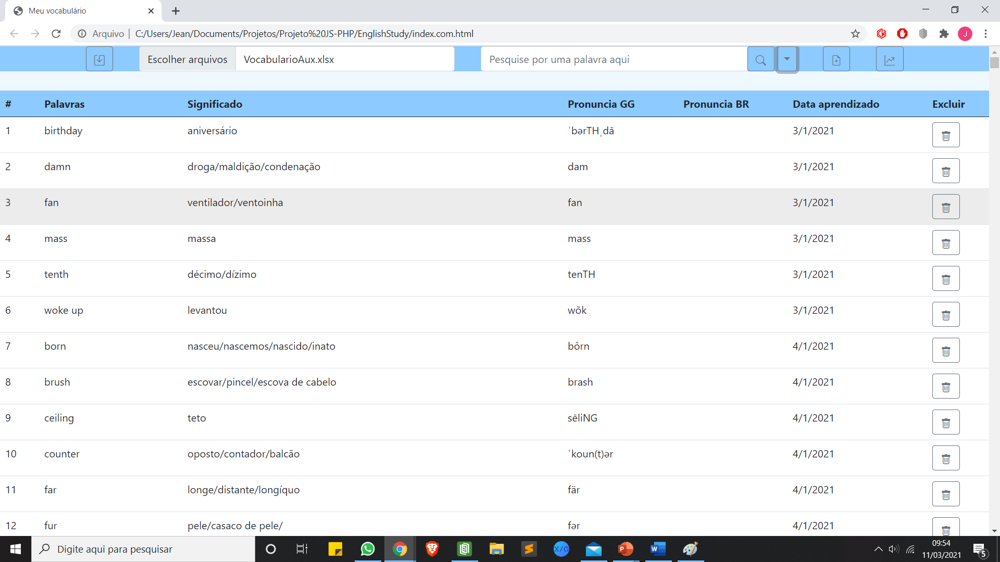 Meu vocabulário
Arquivo | C:/Users/Jean/Documents/Projetos/Projeto%20JS-PHP/EnglishStudy/index.com.html
J
Escolher arquivos VocabularioAux.xlsx Pesquise por uma palavra aqui
# Palavras Significado Pronuncia GG Pronuncia BR Data aprendizado Excluir
1 birthday aniversário ˈbərTHˌdā 3/1/2021
2 damn droga/maldição/condenação dam 3/1/2021
3 fan ventilador/ventoinha fan 3/1/2021
4 mass massa mass 3/1/2021
5 tenth décimo/dízimo tenTH 3/1/2021
6 woke up levantou wōk 3/1/2021
7 born nasceu/nascemos/nascido/inato bôrn 4/1/2021
8 brush escovar/pincel/escova de cabelo brash 4/1/2021
9 ceiling teto sēliNG 4/1/2021
10 counter oposto/contador/balcão ˈkoun(t)ər 4/1/2021
11 far longe/distante/longíquo fär 4/1/2021
12 fur pele/casaco de pele/ fər 4/1/2021
Digite aqui para pesquisar
X/O
P
W
09:54
11/03/2021
5